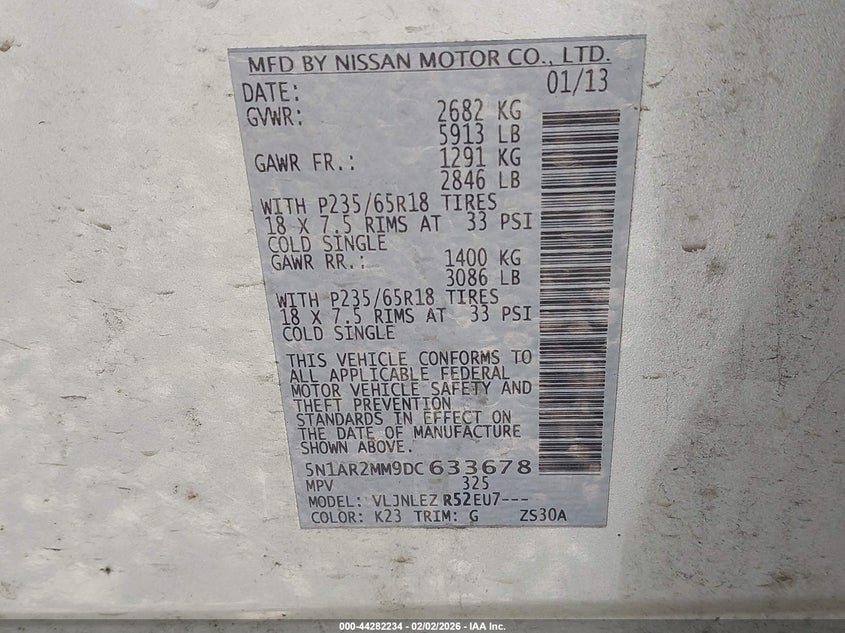 MFD BY NISSAN MOTOR CO., LTD.
DATE: 01/13
GVWR: 2682 KG
5913 LB
GAWR FR.: 1291 KG
2846 LB
WITH P235/65R18 TIRES
18 X 7.5 RIMS AT 33 PSI
COLD SINGLE
GAWR RR.: 1400 KG
3086 LB
WITH P235/65R18 TIRES
18 X 7.5 RIMS AT 33 PSI
COLD SINGLE
THIS VEHICLE CONFORMS TO
ALL APPLICABLE FEDERAL
MOTOR VEHICLE SAFETY AND
THEFT PREVENTION
STANDARDS IN EFFECT ON
THE DATE OF MANUFACTURE
SHOWN ABOVE.
5N1AR2MM9DC633678
MPV 325
MODEL: VLJNLEZ R52EU7---
COLOR: K23 TRIM: G ZS30A
000-44282234 - 02/02/2026 - IAA Inc.